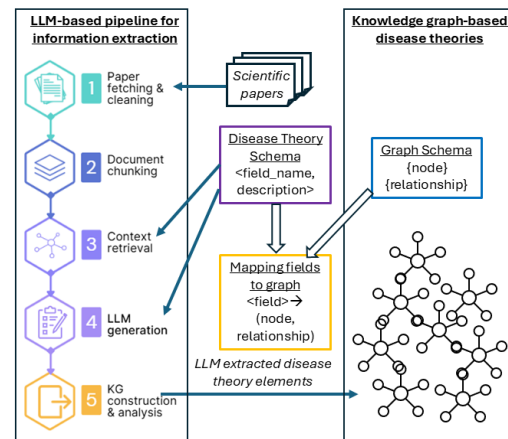 LLM-based pipeline for
information extraction
1
Paper
fetching &
cleaning
2
Document
chunking
3
Context
retrieval
4
LLM
generation
5
KG
construction
& analysis
Scientific
papers
Disease Theory
Schema
<field_name,
description>
Mapping fields
to graph
<field>→
(node,
relationship)
LLM extracted disease
theory elements
Knowledge graph-based
disease theories
Graph Schema
{node}
{relationship}